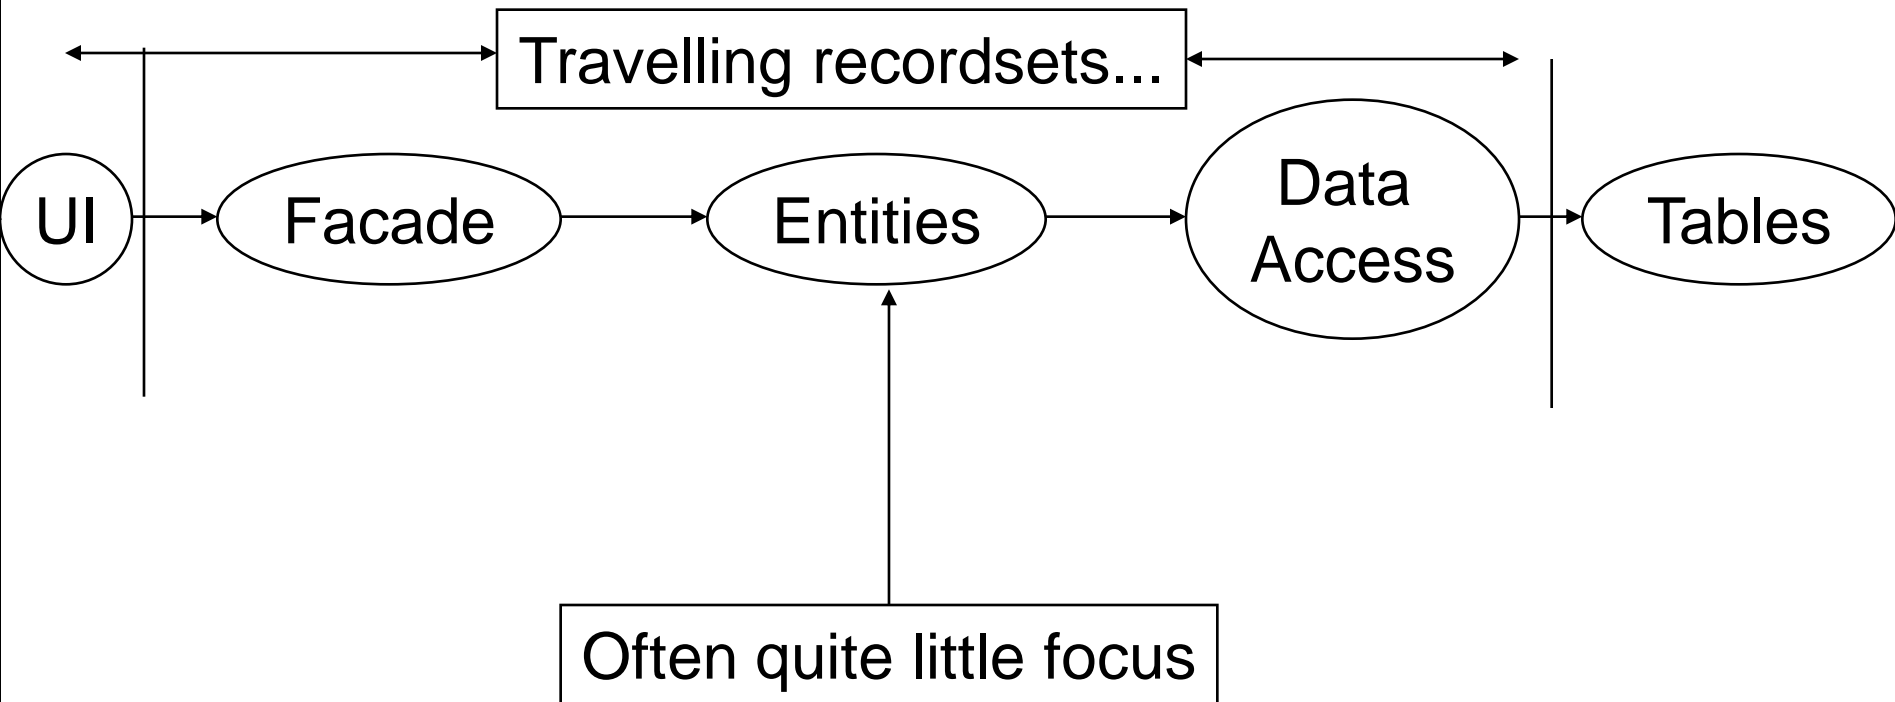 Travelling recordsets...
UI
Facade
Entities
Data
Access
Tables
Often quite little focus